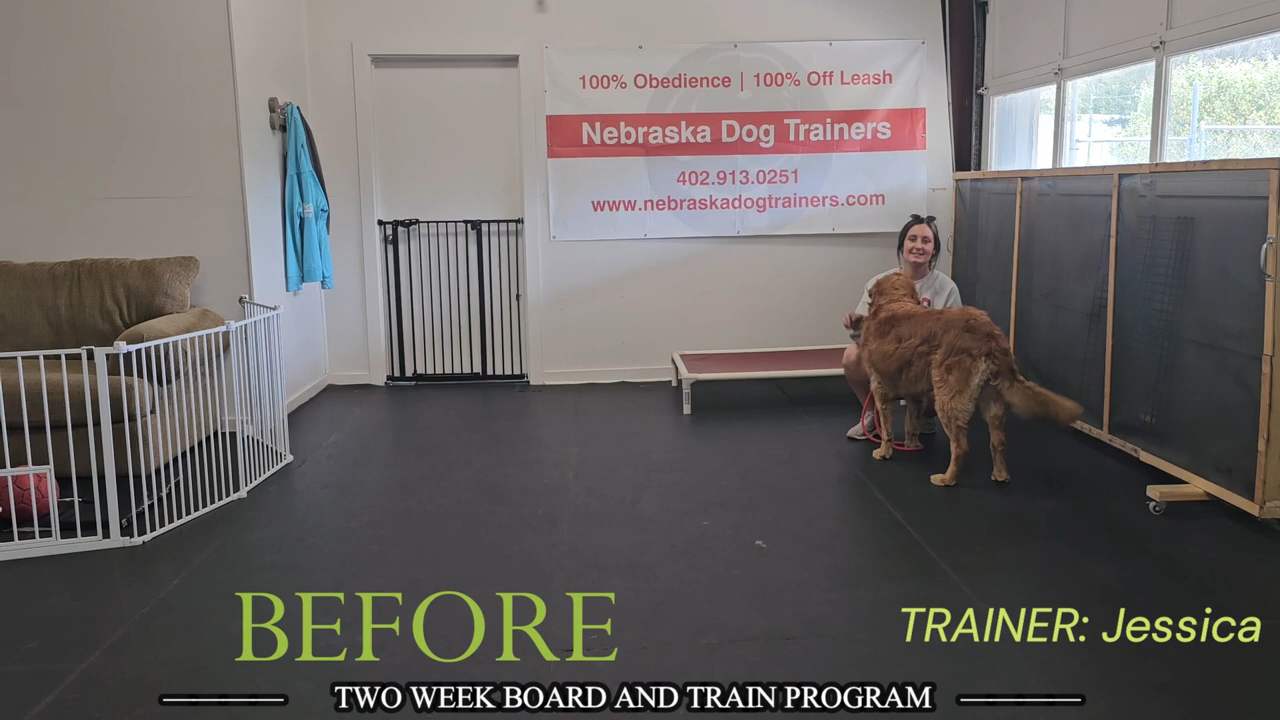 100% Obedience | 100% Off Leash
Nebraska Dog Trainers
402.913.0251
www.nebraskadogtrainers.com
BEFORE
TRAINER: Jessica
TWO WEEK BOARD AND TRAIN PROGRAM